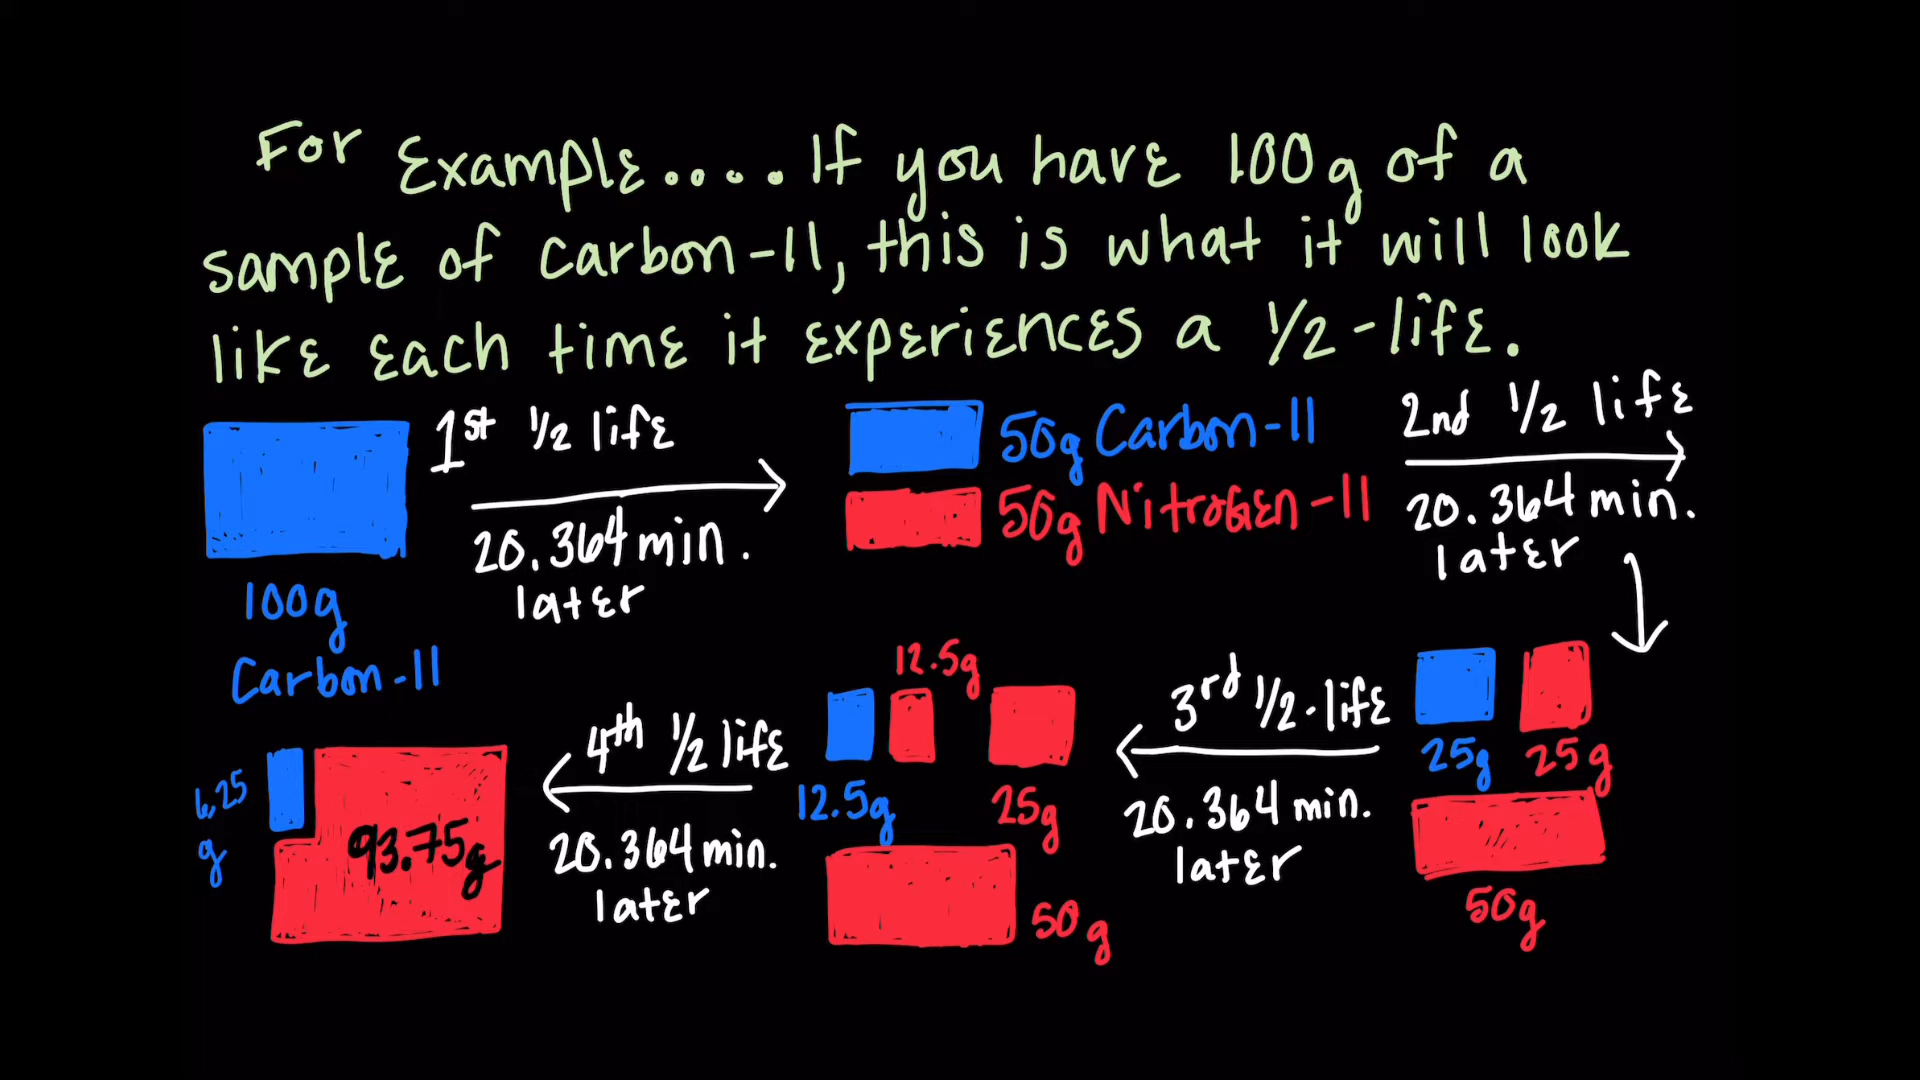 For Example.... If you have 100g of a
sample of Carbon-11, this is what it will look
like each time it experiences a 1/2-life.
1st 1/2 life
20.364 min.
later
100g
Carbon-11
50g Carbon-11
50g Nitrogen-11
2nd 1/2 life
20.364 min.
later
25g 25g
50g
3rd 1/2-life
20.364 min.
later
12.5g
12.5g 25g
50g
4th 1/2 life
20.364 min.
later
6.25
g
93.75g